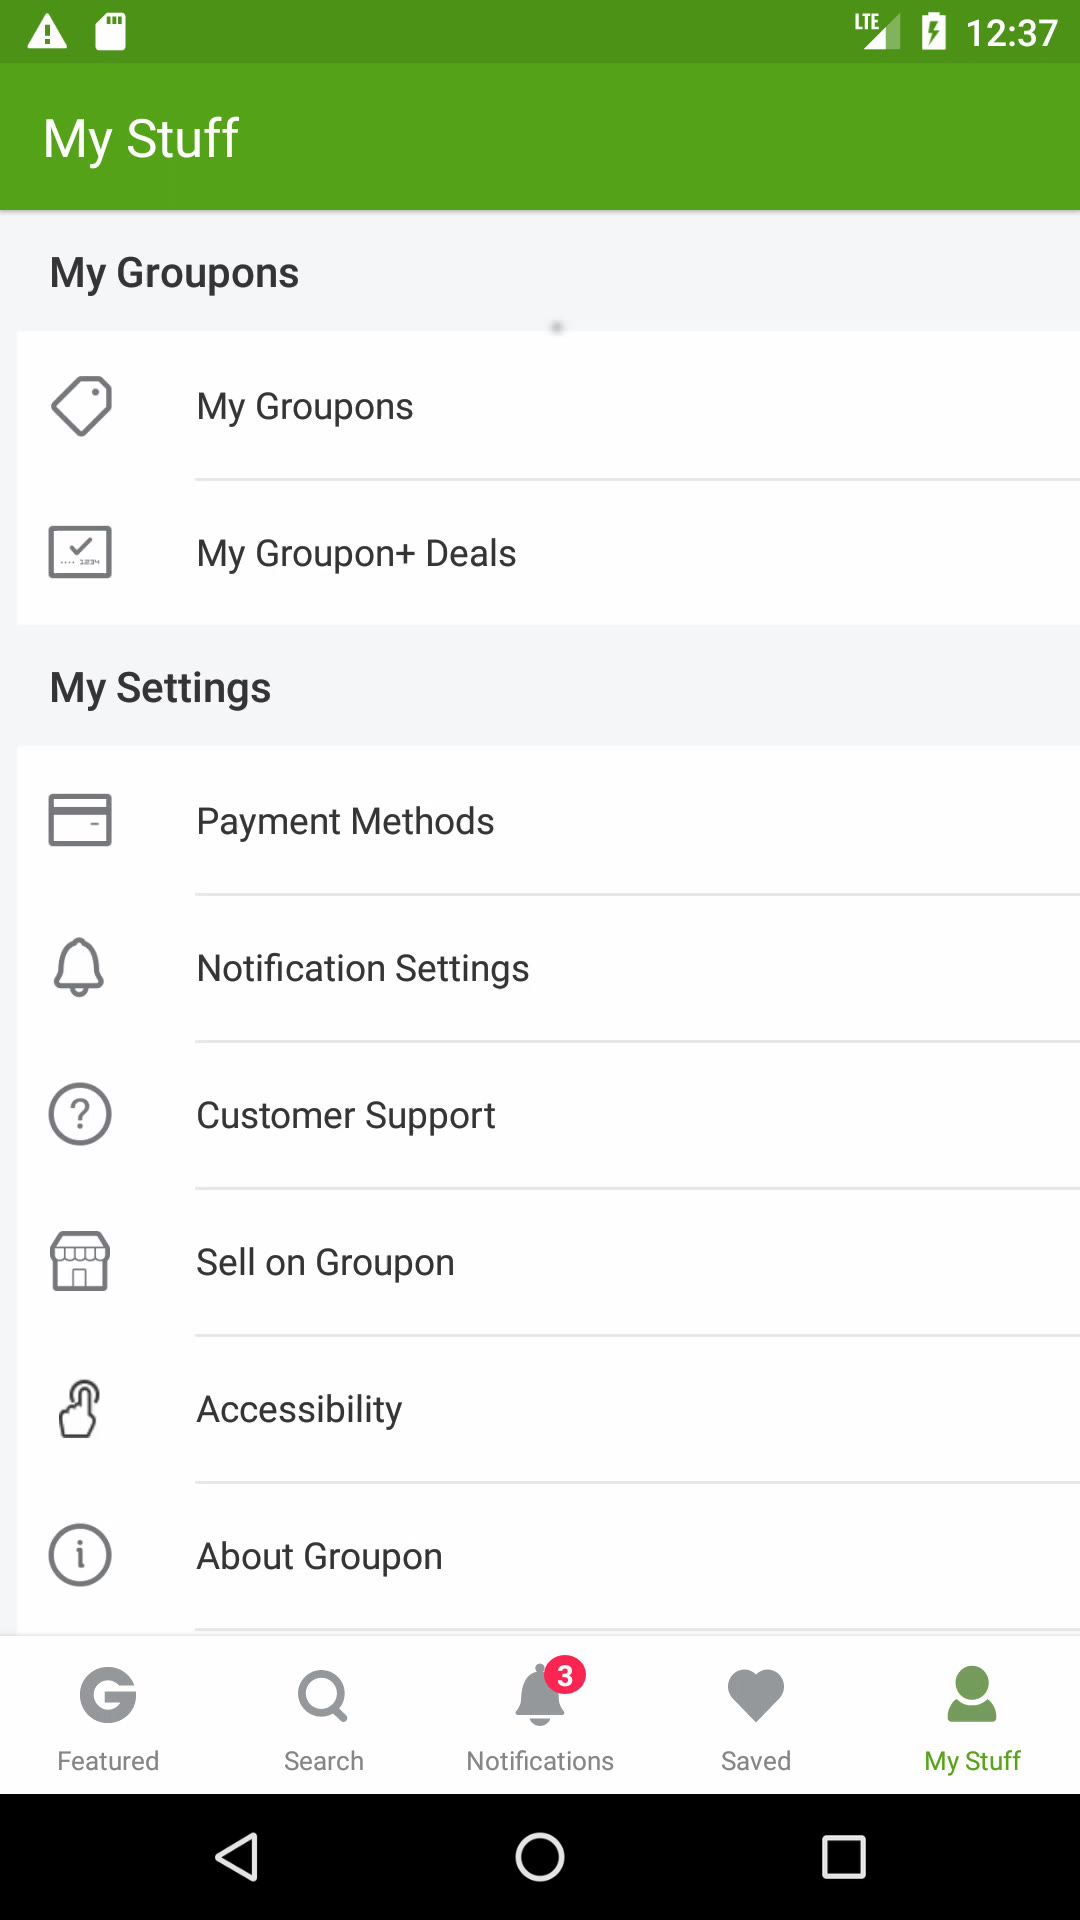 LTE 12:37
My Stuff
My Groupons
My Groupons
1234
My Groupon+ Deals
My Settings
Payment Methods
Notification Settings
?
Customer Support
Sell on Groupon
Accessibility
i
About Groupon
G
3
Featured
Search
Notifications
Saved
My Stuff